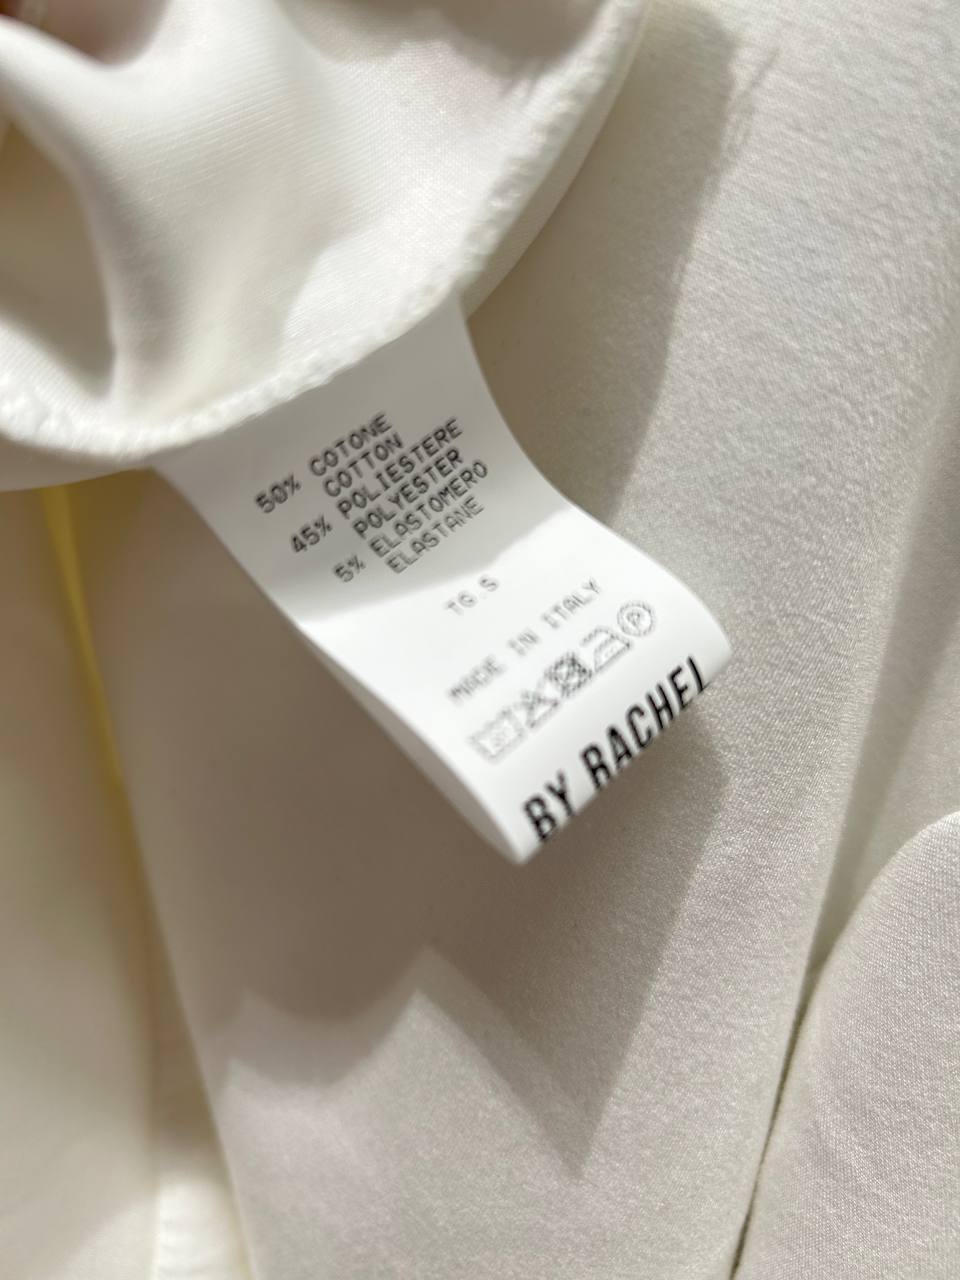 50% COTONE
COTTON
45% POLIESTERE
POLYESTER
5% ELASTOMERO
ELASTANE
TG.S
MADE IN ITALY
P
BY RACHEL